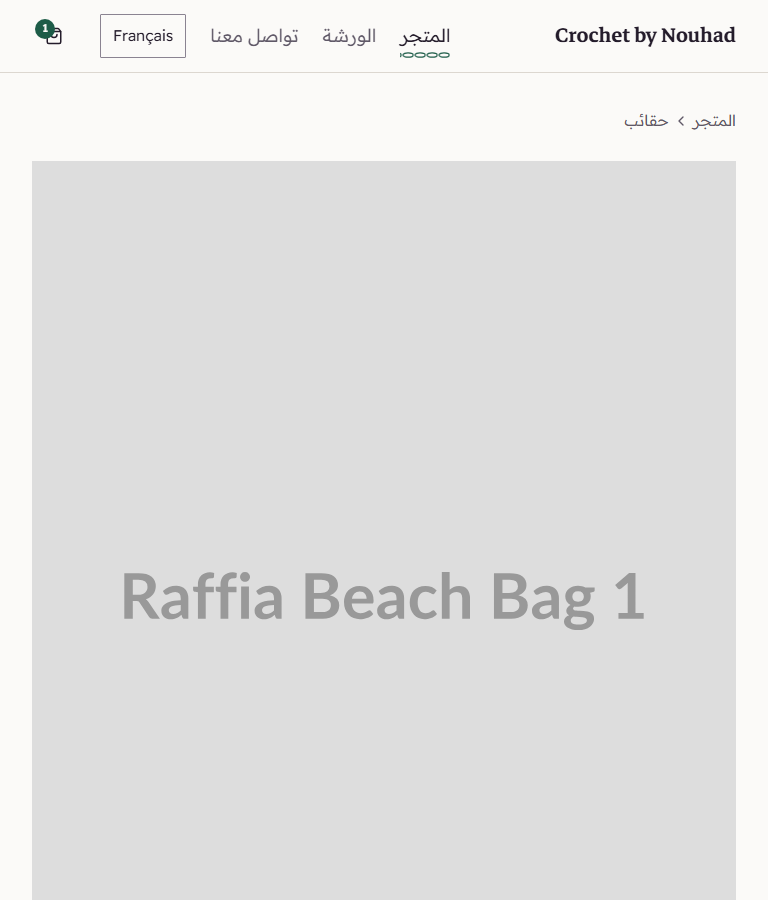 Crochet by Nouhad
المتجر
الورشة
تواصل معنا
Français
1
المتجر › حقائب
Raffia Beach Bag 1